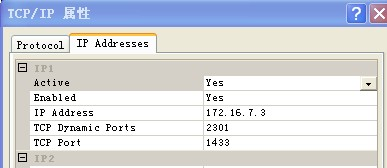 TCP/IP 属性
Protocol IP Addresses
IP1
Active Yes
Enabled Yes
IP Address 172.16.7.3
TCP Dynamic Ports 2301
TCP Port 1433
IP2